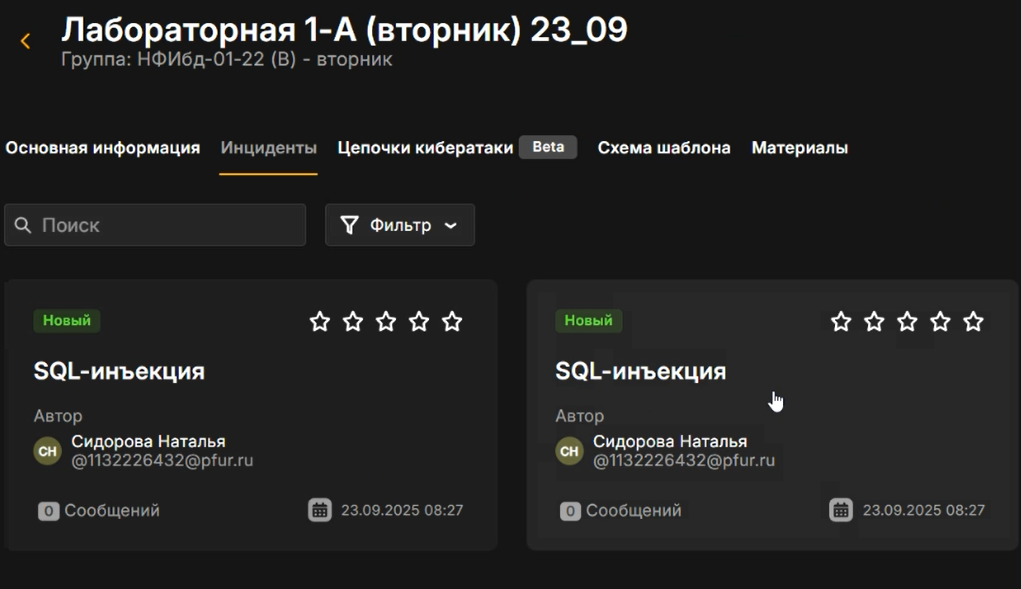 Лабораторная 1-А (вторник) 23_09
Группа: НФИбд-01-22 (В) - вторник
Основная информация Инциденты Цепочки кибератаки Beta Схема шаблона Материалы
Поиск Фильтр
Новый Новый
SQL-инъекция SQL-инъекция
Автор Автор
СН Сидорова Наталья СН Сидорова Наталья
@1132226432@pfur.ru @1132226432@pfur.ru
0 Сообщений 23.09.2025 08:27 0 Сообщений 23.09.2025 08:27